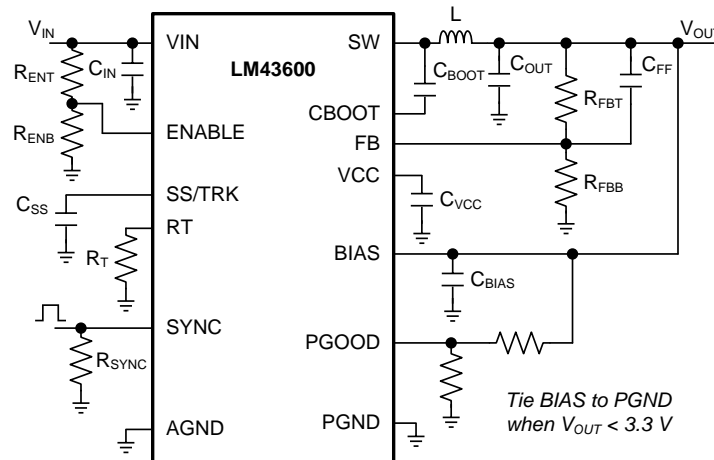 V_IN
VIN
SW
L
V_OUT
R_ENT
C_IN
LM43600
C_BOOT
C_OUT
C_FF
R_FBT
CBOOT
R_ENB
ENABLE
FB
VCC
R_FBB
C_SS
SS/TRK
C_VCC
RT
R_T
BIAS
C_BIAS
SYNC
PGOOD
R_SYNC
Tie BIAS to PGND
when V_OUT < 3.3 V
AGND
PGND